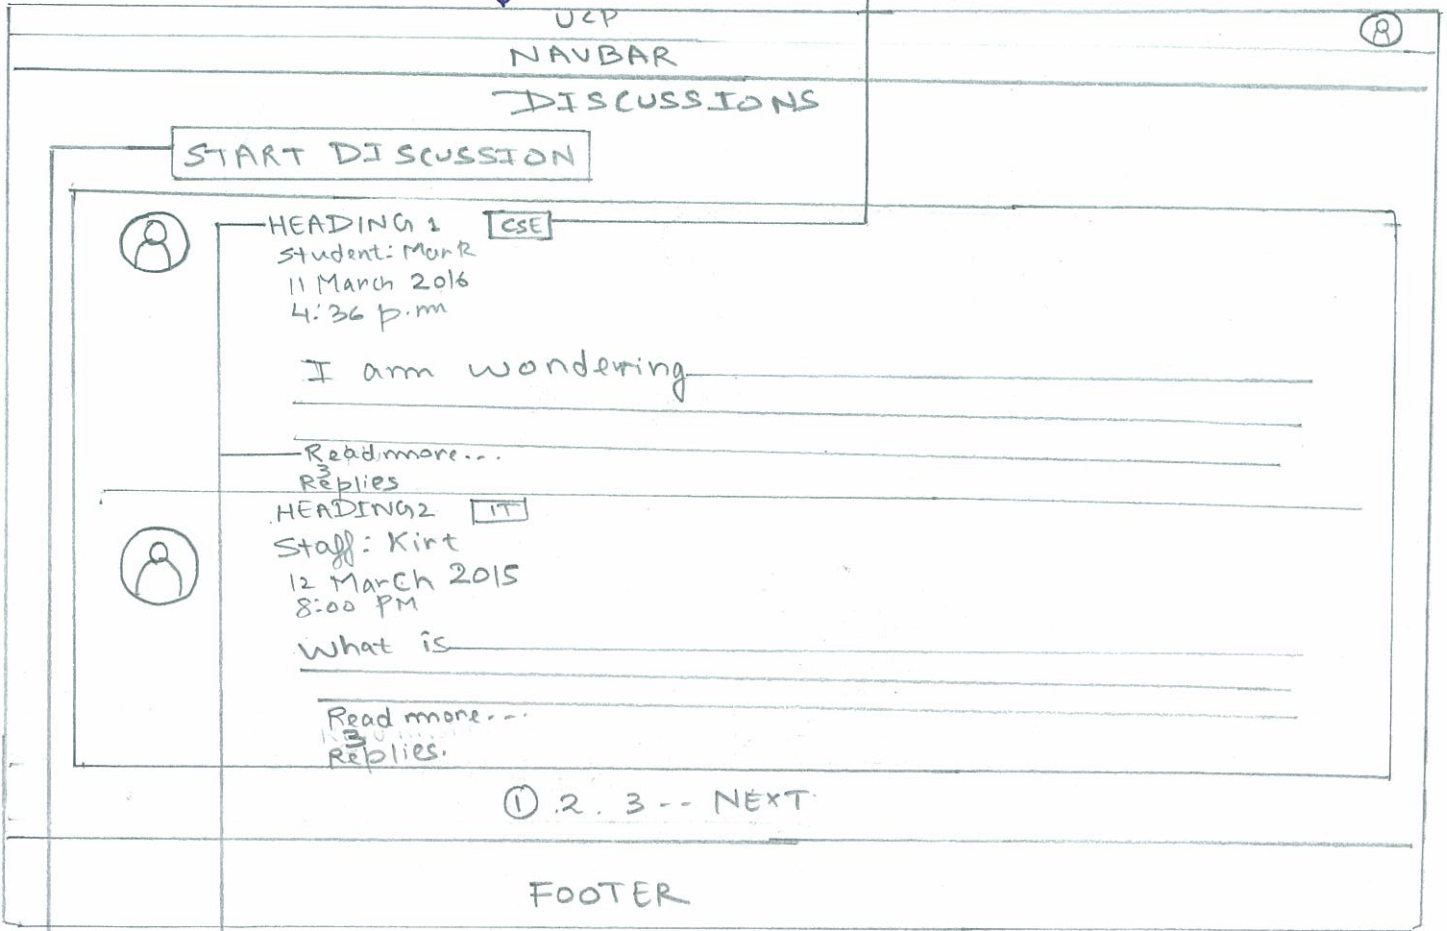 UCP
NAVBAR
DISCUSSIONS
START DISCUSSION
HEADING 1 CSE
Student: Mark
11 March 2016
4:36 p.m
I am wondering
Readmore...
3
Replies
HEADING2 IT
Staff: Kirt
12 March 2015
8:00 PM
What is
Read more...
3
Replies.
1 .2. 3-- NEXT
FOOTER